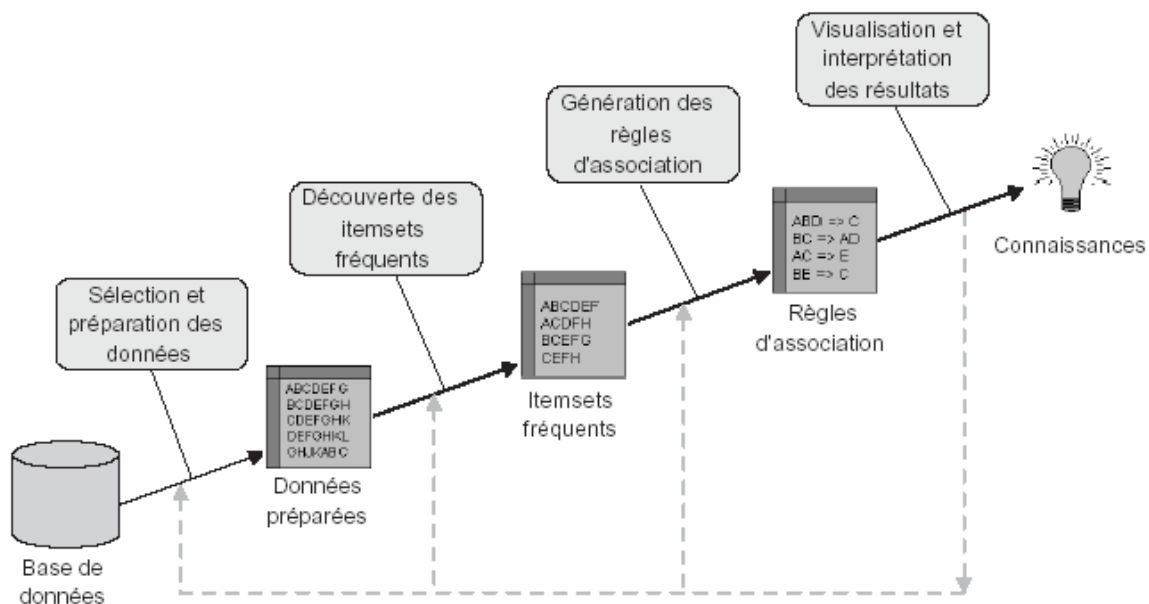 Visualisation et
interprétation
des résultats
Génération des
règles
d'association
Découverte des
itemsets
fréquents
Sélection et
préparation des
données
Base de
données
ABCDEFG
BCDEFGH
CDEFGHK
DEFGHKL
GHIJKABC
Données
préparées
ABCDEF
ACDFH
BCEFG
CEFH
Itemsets
fréquents
BC => AD
AC => E
BE => C
Règles
d'association
Connaissances